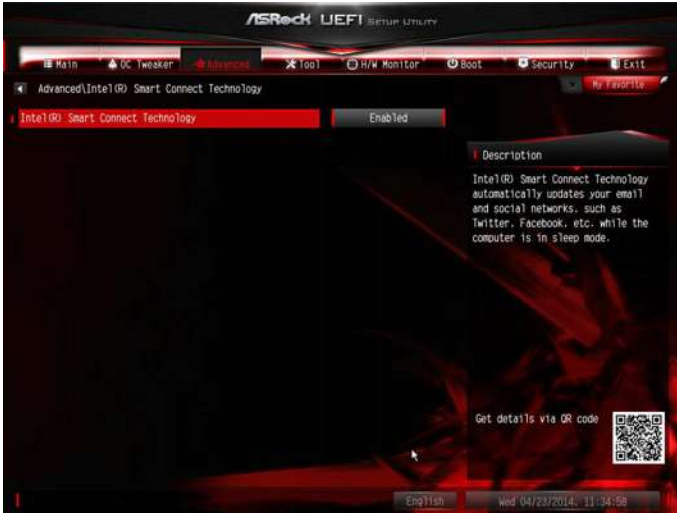 ASRock UEFI SETUP UTILITY
Main OC Tweaker Advanced Tool H/W Monitor Boot Security Exit
Advanced\Intel(R) Smart Connect Technology My Favorite
Intel(R) Smart Connect Technology Enabled
Description
Intel(R) Smart Connect Technology
automatically updates your email
and social networks, such as
Twitter, Facebook, etc. while the
computer is in sleep mode.
Get details via QR code
English Wed 04/23/2014, 11:34:58